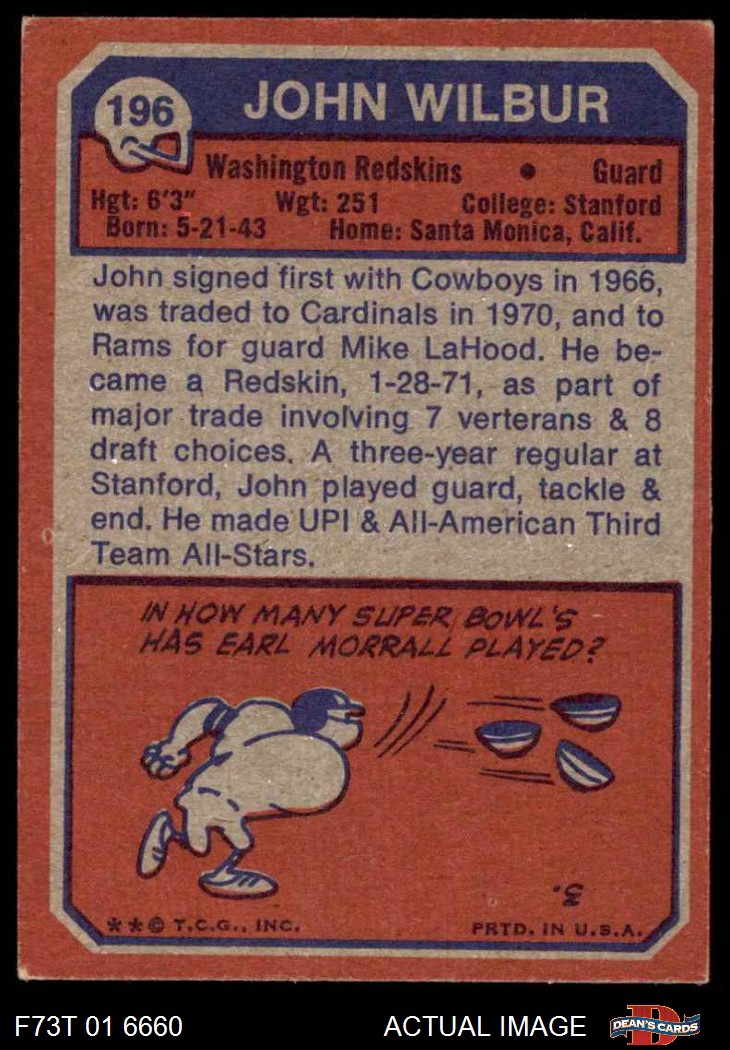 196
JOHN WILBUR
Washington Redskins • Guard
Hgt: 6'3" Wgt: 251 College: Stanford
Born: 5-21-43 Home: Santa Monica, Calif.
John signed first with Cowboys in 1966,
was traded to Cardinals in 1970, and to
Rams for guard Mike LaHood. He be-
came a Redskin, 1-28-71, as part of
major trade involving 7 verterans & 8
draft choices. A three-year regular at
Stanford, John played guard, tackle &
end. He made UPI & All-American Third
Team All-Stars.
IN HOW MANY SUPER BOWL'S
HAS EARL MORRALL PLAYED?
3.
**© T.C.G., INC. PRTD. IN U.S.A.
F73T 01 6660 ACTUAL IMAGE DEAN'S CARDS